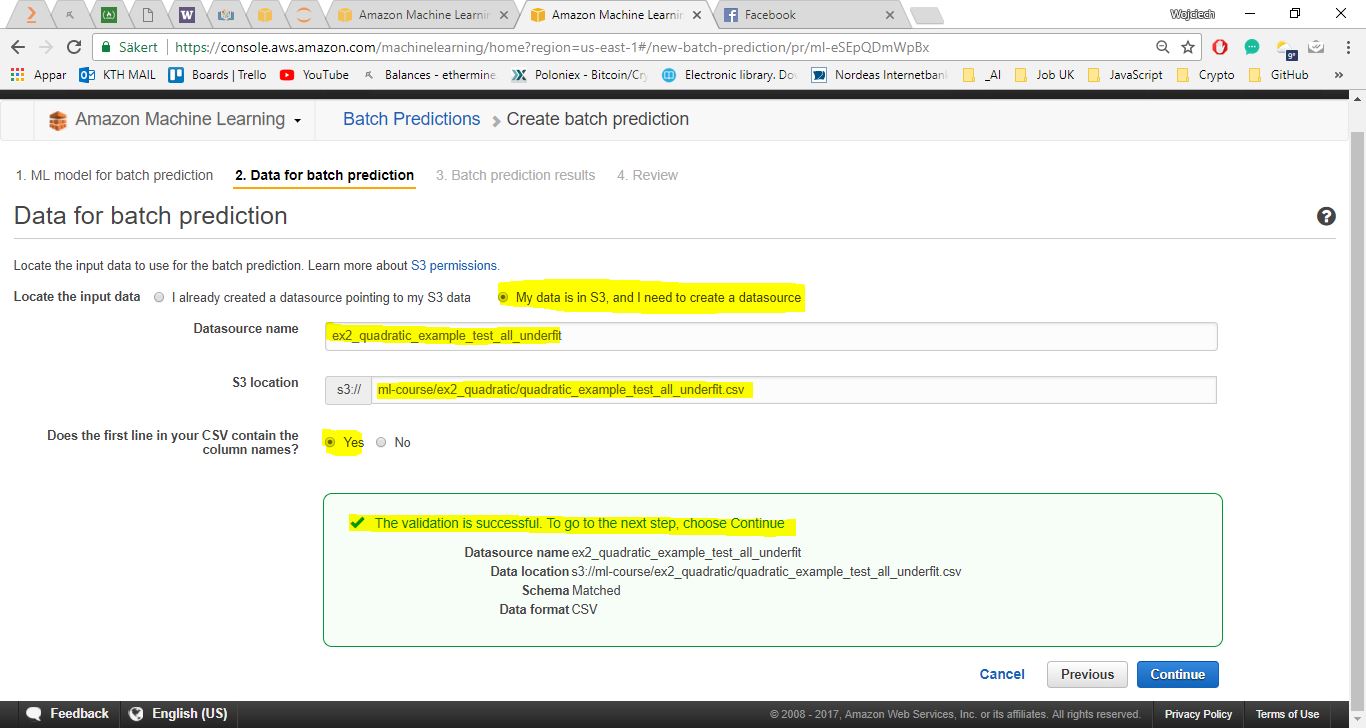 Amazon Machine Learnin
Amazon Machine Learnin
Facebook
Wojciech
Säkert
https://console.aws.amazon.com/machinelearning/home?region=us-east-1#/new-batch-prediction/pr/ml-eSEpQDmWpBx
9°
Appar
KTH MAIL
Boards | Trello
YouTube
Balances - ethermine
Poloniex - Bitcoin/Cry
Electronic library. Do
Nordeas Internetbank
_AI
Job UK
JavaScript
Crypto
GitHub
»
Amazon Machine Learning
Batch Predictions
Create batch prediction
1. ML model for batch prediction
2. Data for batch prediction
3. Batch prediction results
4. Review
Data for batch prediction
?
Locate the input data to use for the batch prediction. Learn more about S3 permissions.
Locate the input data
I already created a datasource pointing to my S3 data
My data is in S3, and I need to create a datasource
Datasource name
ex2_quadratic_example_test_all_underfit
S3 location
s3://
ml-course/ex2_quadratic/quadratic_example_test_all_underfit.csv
Does the first line in your CSV contain the
column names?
Yes
No
The validation is successful. To go to the next step, choose Continue
Datasource name ex2_quadratic_example_test_all_underfit
Data location s3://ml-course/ex2_quadratic/quadratic_example_test_all_underfit.csv
Schema Matched
Data format CSV
Cancel
Previous
Continue
Feedback
English (US)
© 2008 - 2017, Amazon Web Services, Inc. or its affiliates. All rights reserved.
Privacy Policy
Terms of Use